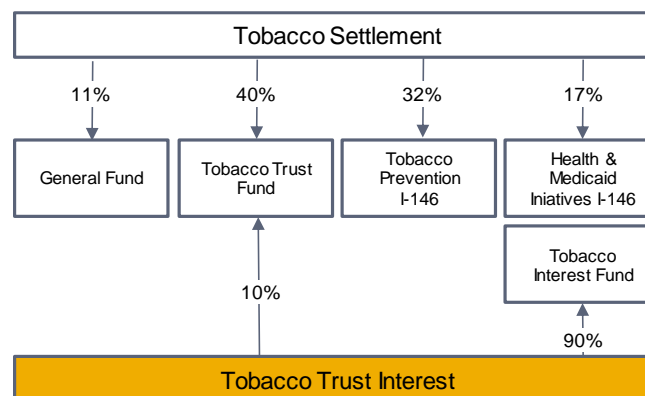 Tobacco Settlement
11%
40%
32%
17%
General Fund
Tobacco Trust
Fund
Tobacco
Prevention
I-146
Health &
Medicaid
Iniatives I-146
Tobacco
Interest Fund
10%
90%
Tobacco Trust Interest